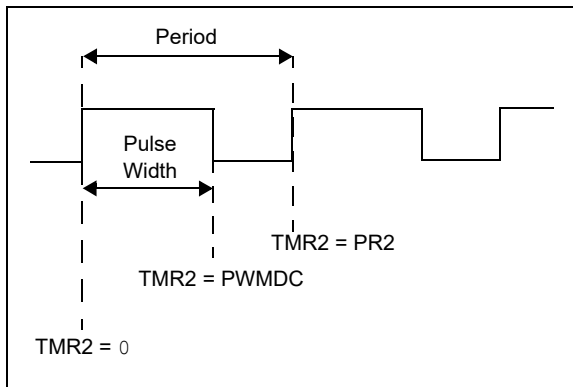 Period
Pulse
Width
TMR2 = PR2
TMR2 = PWMDC
TMR2 = 0